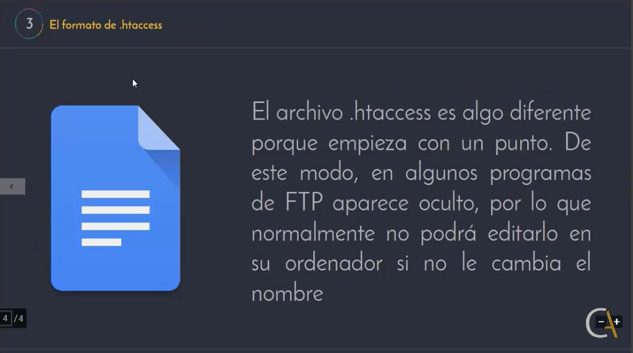 3 El formato de .htaccess
El archivo .htaccess es algo diferente
porque empieza con un punto. De
este modo, en algunos programas
de FTP aparece oculto, por lo que
normalmente no podrá editarlo en
su ordenador si no le cambia el
nombre
4 /4
CA